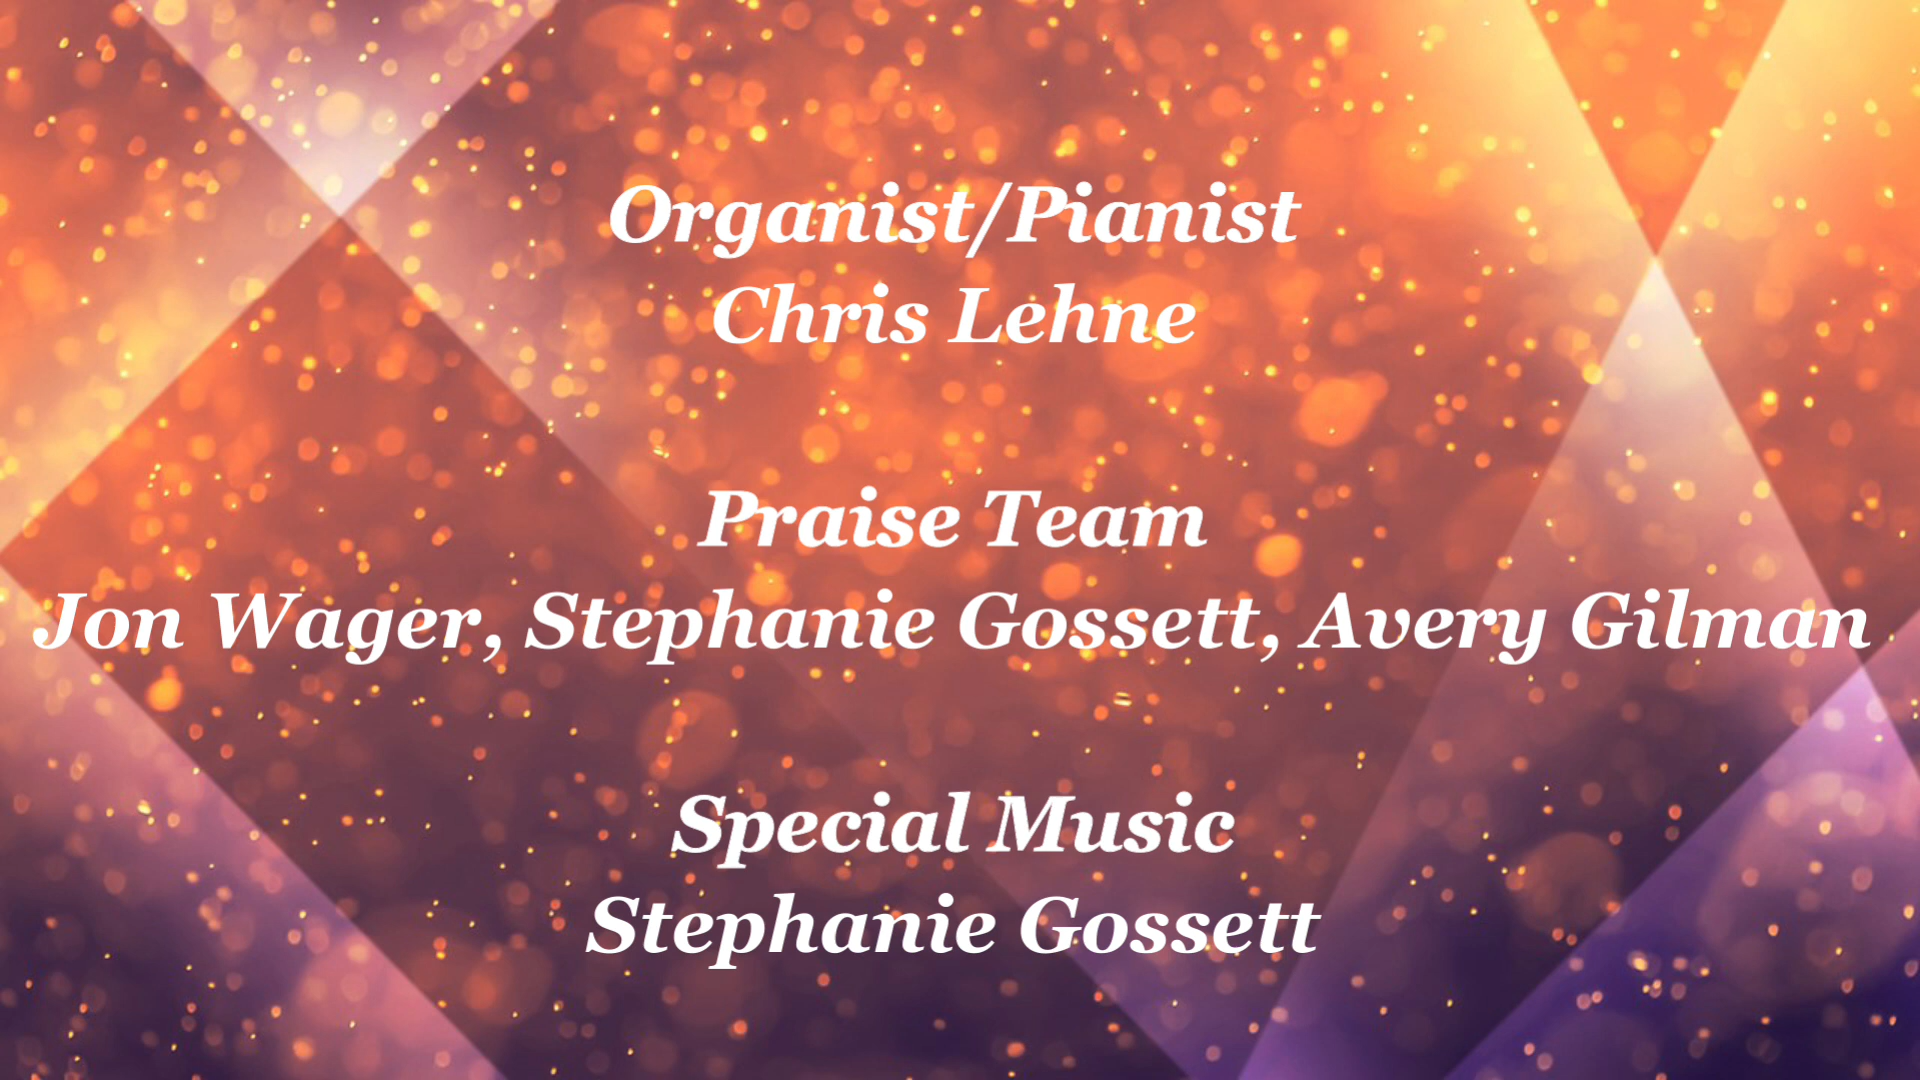 Organist/Pianist
Chris Lehne
Praise Team
Jon Wager, Stephanie Gossett, Avery Gilman
Special Music
Stephanie Gossett